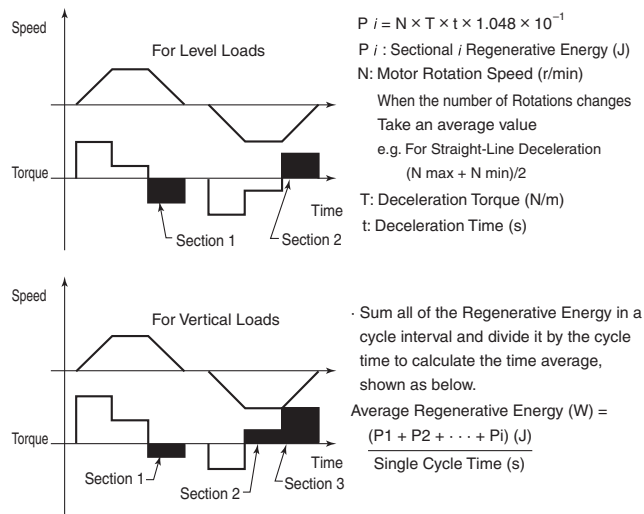 Speed
For Level Loads
Torque
Time
Section 1
Section 2
P i = N × T × t × 1.048 × 10⁻¹
P i : Sectional i Regenerative Energy (J)
N: Motor Rotation Speed (r/min)
When the number of Rotations changes
Take an average value
e.g. For Straight-Line Deceleration
(N max + N min)/2
T: Deceleration Torque (N/m)
t: Deceleration Time (s)
Speed
For Vertical Loads
Torque
Time
Section 1
Section 2
Section 3
· Sum all of the Regenerative Energy in a
cycle interval and divide it by the cycle
time to calculate the time average,
shown as below.
Average Regenerative Energy (W) =
(P1 + P2 + · · · + Pi) (J)
Single Cycle Time (s)